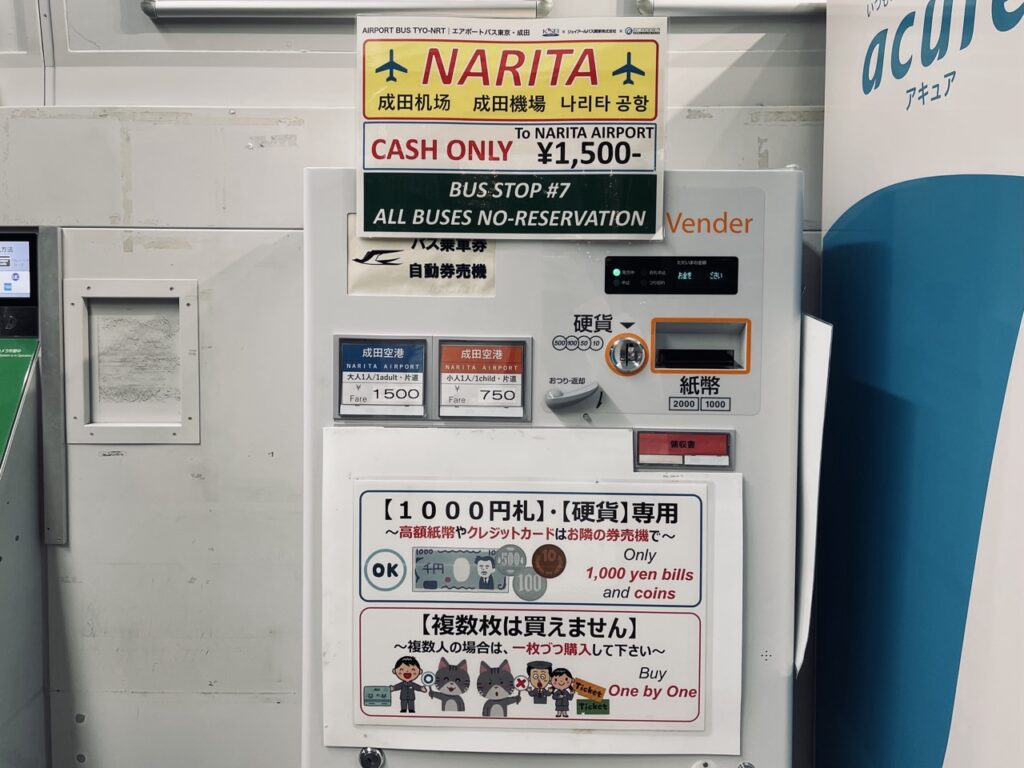 AIRPORT BUS TYO-NRT | エアポートバス東京・成田
NARITA
成田机场 成田機場 나리타 공항
To NARITA AIRPORT
CASH ONLY ¥1,500-
BUS STOP #7
ALL BUSES NO-RESERVATION
Vender
バス乗車券
自動券売機
acure
アキュア
硬貨
500 100 50 10
おつり・返却
紙幣
2000 1000
成田空港
NARITA AIRPORT
大人1人/1adult・片道
¥
Fare 1500
成田空港
NARITA AIRPORT
小人1人/1child・片道
¥
Fare 750
領収書
【1000円札】・【硬貨】専用
～高額紙幣やクレジットカードはお隣の券売機で～
OK
1000
千円
500
10
100
Only
1,000 yen bills
and coins
【複数枚は買えません】
～複数人の場合は、一枚づつ購入して下さい～
Buy
One by One
Ticket
Ticket